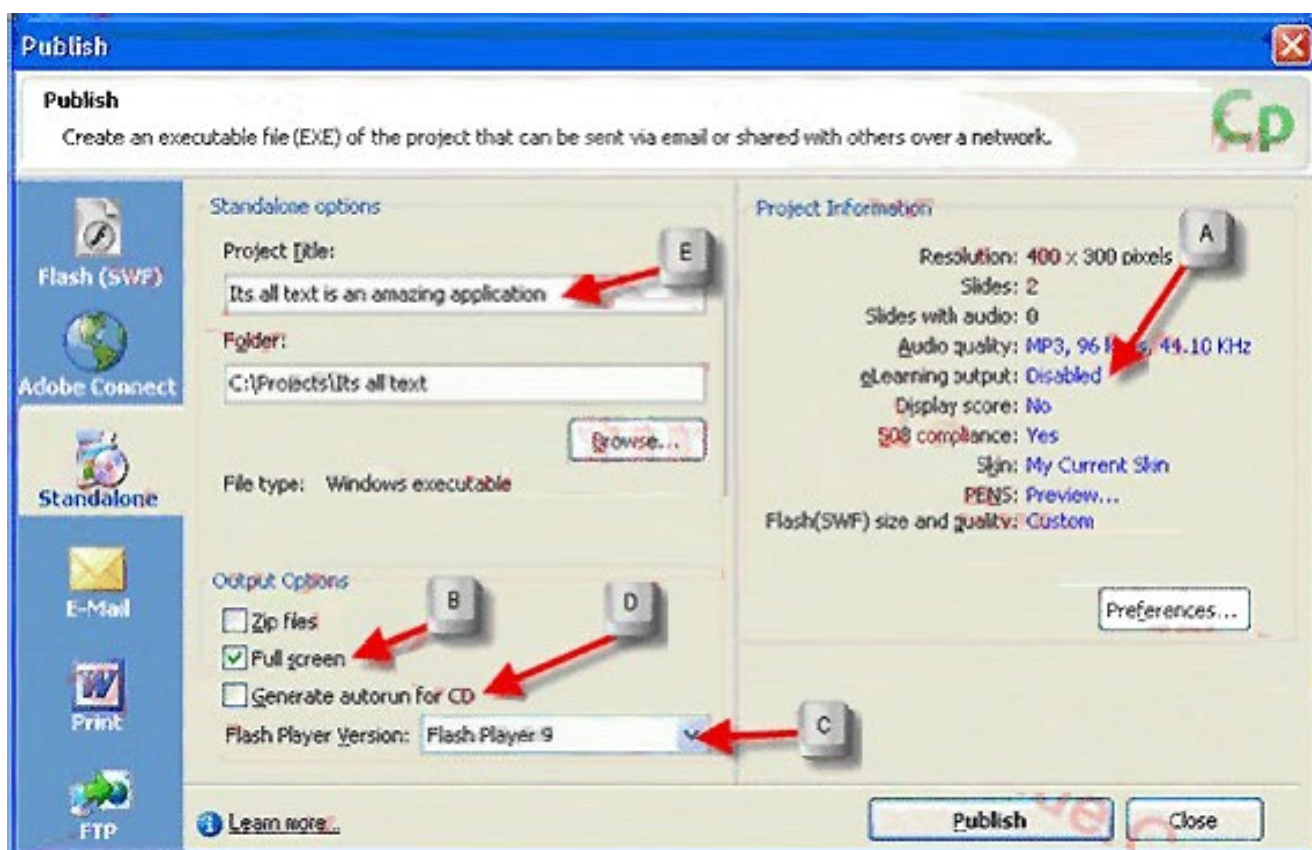 Publish
Publish
Create an executable file (EXE) of the project that can be sent via email or shared with others over a network.
Cp
Flash (SWF)
Adobe Connect
Standalone
E-Mail
Print
FTP
Standalone options
Project Title:
E
Its all text is an amazing application
Folder:
C:\Projects\Its all text
Browse...
File type: Windows executable
Output Options
B
D
Zip files
Full screen
Generate autorun for CD
Flash Player Version: Flash Player 9
C
Learn more...
Project Information
A
Resolution: 400 x 300 pixels
Slides: 2
Slides with audio: 0
Audio quality: MP3, 96 44.10 KHz
eLearning output: Disabled
Display score: No
508 compliance: Yes
Skin: My Current Skin
PENS: Preview...
Flash(SWF) size and quality: Custom
Preferences...
Publish
Close